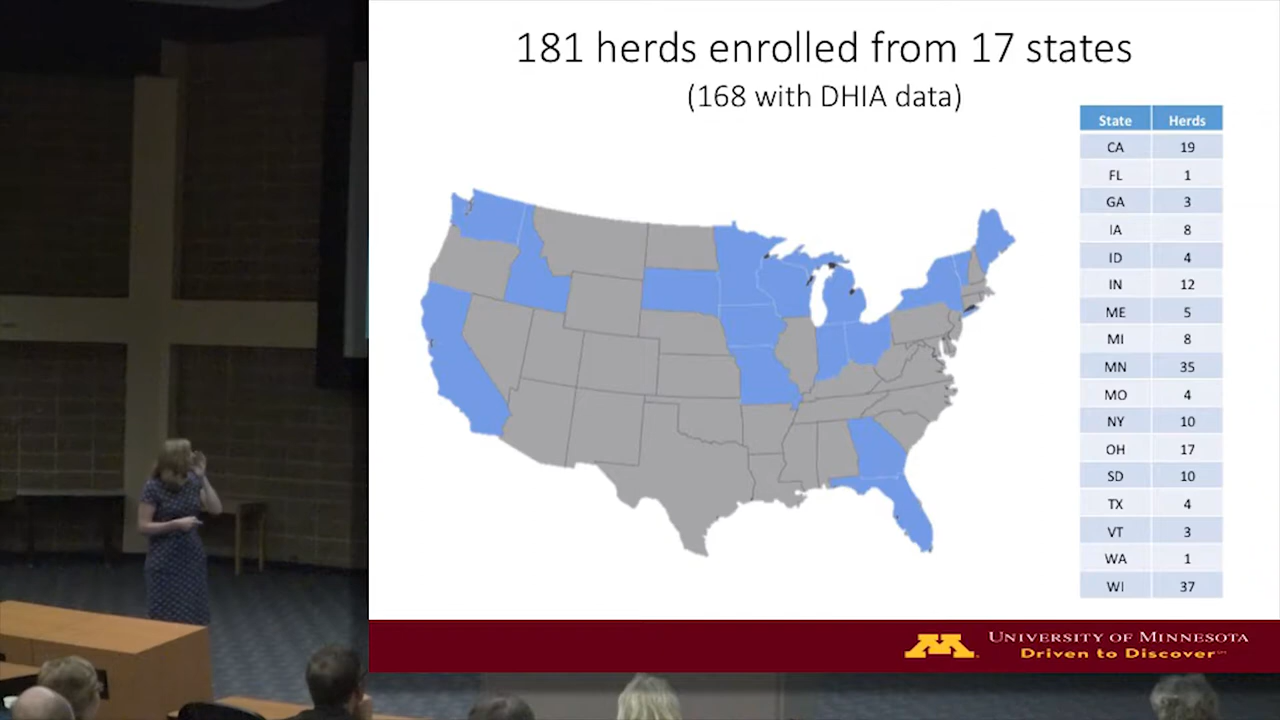 181 herds enrolled from 17 states
(168 with DHIA data)
State Herds
CA 19
FL 1
GA 3
IA 8
ID 4
IN 12
ME 5
MI 8
MN 35
MO 4
NY 10
OH 17
SD 10
TX 4
VT 3
WA 1
WI 37
M
UNIVERSITY OF MINNESOTA
Driven to Discover℠